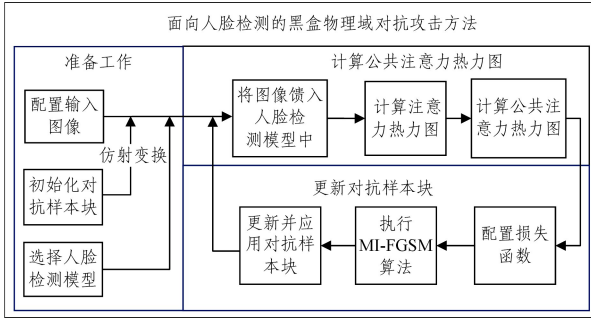 面向人脸检测的黑盒物理域对抗攻击方法
准备工作
配置输入
图像
仿射变换
初始化对
抗样本块
选择人脸
检测模型
计算公共注意力热力图
将图像馈入
人脸检
测模型中
计算注意
力热力图
计算公共注
意力热力图
更新对抗样本块
更新并应
用对抗样
本块
执行
MI-FGSM
算法
配置损失
函数